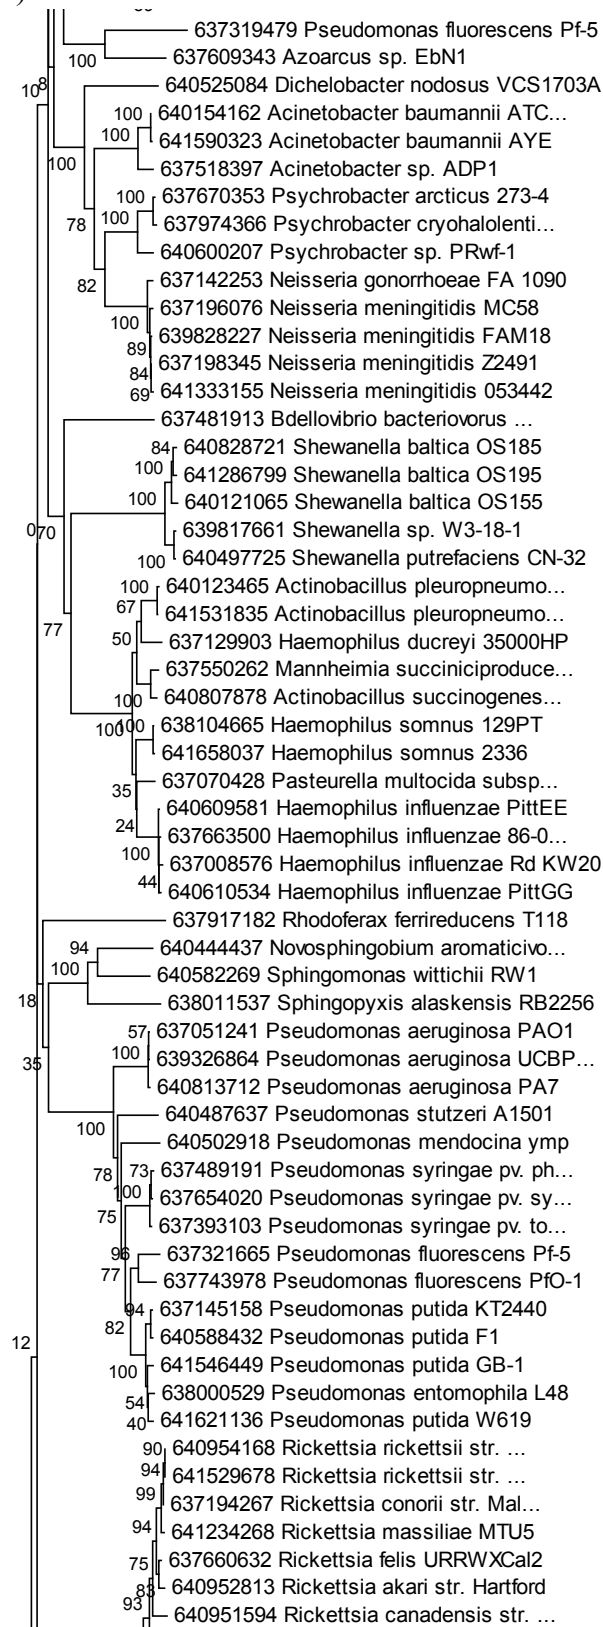 637319479 Pseudomonas fluorescens Pf-5
100
637609343 Azoarcus sp. EbN1
640525084 Dichelobacter nodosus VCS1703A
10
8
100
640154162 Acinetobacter baumannii ATC...
100
641590323 Acinetobacter baumannii AYE
100
637518397 Acinetobacter sp. ADP1
100
637670353 Psychrobacter arcticus 273-4
100
78
637974366 Psychrobacter cryohalolenti...
640600207 Psychrobacter sp. PRwf-1
82
637142253 Neisseria gonorrhoeae FA 1090
637196076 Neisseria meningitidis MC58
100
639828227 Neisseria meningitidis FAM18
89
637198345 Neisseria meningitidis Z2491
84
641333155 Neisseria meningitidis 053442
69
637481913 Bdellovibrio bacteriovorus ...
84
640828721 Shewanella baltica OS185
100
641286799 Shewanella baltica OS195
100
640121065 Shewanella baltica OS155
0
70
639817661 Shewanella sp. W3-18-1
100
640497725 Shewanella putrefaciens CN-32
100
640123465 Actinobacillus pleuropneumo...
67
641531835 Actinobacillus pleuropneumo...
77
50
637129903 Haemophilus ducreyi 35000HP
637550262 Mannheimia succiniciproduce...
100
640807878 Actinobacillus succinogenes...
100
100
638104665 Haemophilus somnus 129PT
641658037 Haemophilus somnus 2336
35
637070428 Pasteurella multocida subsp...
640609581 Haemophilus influenzae PittEE
24
637663500 Haemophilus influenzae 86-0...
100
637008576 Haemophilus influenzae Rd KW20
44
640610534 Haemophilus influenzae PittGG
637917182 Rhodoferax ferrireducens T118
94
640444437 Novosphingobium aromaticivo...
100
640582269 Sphingomonas wittichii RW1
18
638011537 Sphingopyxis alaskensis RB2256
57
637051241 Pseudomonas aeruginosa PAO1
100
35
639326864 Pseudomonas aeruginosa UCBP...
640813712 Pseudomonas aeruginosa PA7
640487637 Pseudomonas stutzeri A1501
100
640502918 Pseudomonas mendocina ymp
78
73
637489191 Pseudomonas syringae pv. ph...
100
637654020 Pseudomonas syringae pv. sy...
75
637393103 Pseudomonas syringae pv. to...
96
637321665 Pseudomonas fluorescens Pf-5
77
637743978 Pseudomonas fluorescens PfO-1
94
637145158 Pseudomonas putida KT2440
82
640588432 Pseudomonas putida F1
12
100
641546449 Pseudomonas putida GB-1
638000529 Pseudomonas entomophila L48
54
40
641621136 Pseudomonas putida W619
90
640954168 Rickettsia rickettsii str. ...
94
641529678 Rickettsia rickettsii str. ...
99
637194267 Rickettsia conorii str. Mal...
94
641234268 Rickettsia massiliae MTU5
75
637660632 Rickettsia felis URRWXCal2
83
640952813 Rickettsia akari str. Hartford
93
640951594 Rickettsia canadensis str. ...